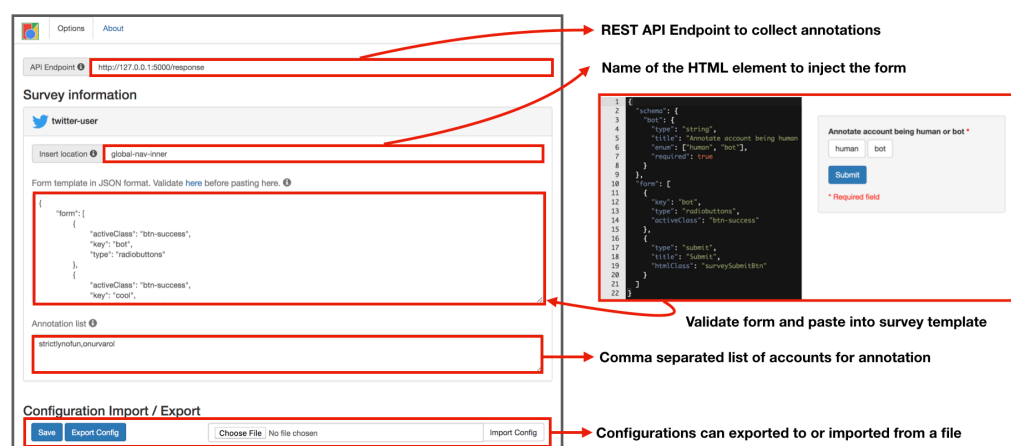 Options About
API Endpoint http://127.0.0.1:5000/response
Survey information
twitter-user
Insert location global-nav-inner
Form template in JSON format. Validate here before pasting here.
{
"form": [
{
"activeClass": "btn-success",
"key": "bot",
"type": "radiobuttons"
},
{
"activeClass": "btn-success",
"key": "cool",
Annotation list
strictlynofun,onurvarol
Configuration Import / Export
Save Export Config Choose File No file chosen Import Config
REST API Endpoint to collect annotations
Name of the HTML element to inject the form
1 {
2 "schema": {
3 "bot": {
4 "type": "string",
5 "title": "Annotate account being human
6 "enum": ["human", "bot"],
7 "required": true
8 }
9 },
10 "form": [
11 {
12 "key": "bot",
13 "type": "radiobuttons",
14 "activeClass": "btn-success"
15 },
16 {
17 "type": "submit",
18 "title": "Submit",
19 "htmlClass": "surveySubmitBtn"
20 }
21 ]
22 }
Annotate account being human or bot *
human bot
Submit
* Required field
Validate form and paste into survey template
Comma separated list of accounts for annotation
Configurations can exported to or imported from a file